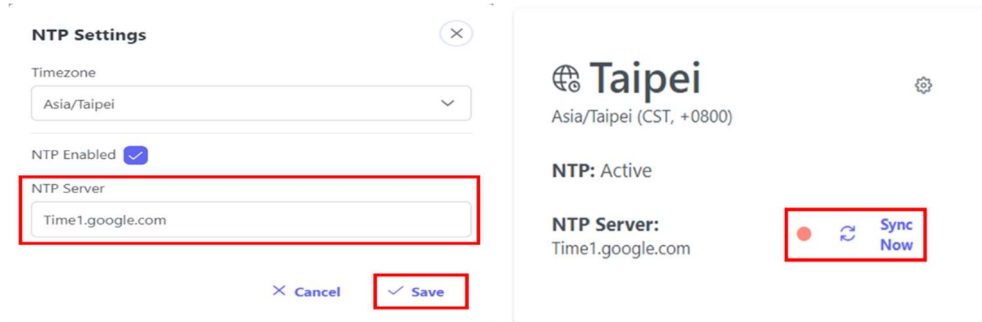 NTP Settings
Timezone
Asia/Taipei
NTP Enabled
NTP Server
Time1.google.com
Cancel
Save
Taipei
Asia/Taipei (CST, +0800)
NTP: Active
NTP Server:
Time1.google.com
Sync
Now